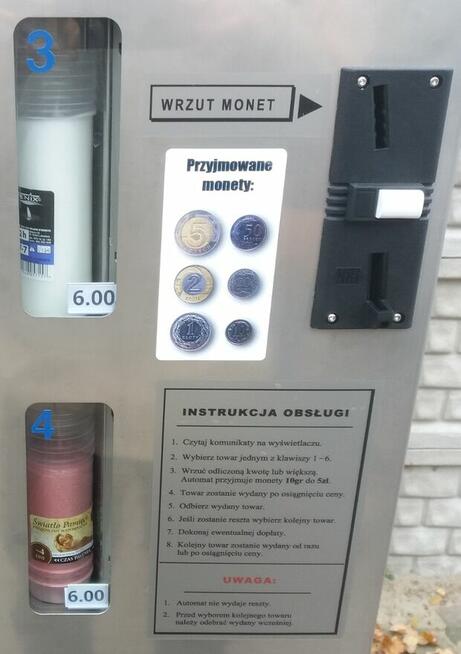 3
WRZUT MONET
Przyjmowane
monety:
5
50
2
1
ZŁOTY
10
6.00
4
Światło Pamięci
6.00
INSTRUKCJA OBSŁUGI
1. Czytaj komunikaty na wyświetlaczu.
2. Wybierz towar jednym z klawiszy 1 – 6.
3. Wrzuć odliczoną kwotę lub większą.
Automat przyjmuje monety 10gr do 5zł.
4. Towar zostanie wydany po osiągnięciu ceny.
5. Odbierz wydany towar.
6. Jeśli zostanie reszta wybierz kolejny towar.
7. Dokonaj ewentualnej dopłaty.
8. Kolejny towar zostanie wydany od razu
lub po osiągnięciu ceny.
UWAGA:
1. Automat nie wydaje reszty.
2. Przed wyborem kolejnego towaru
należy odebrać wydany wcześniej.